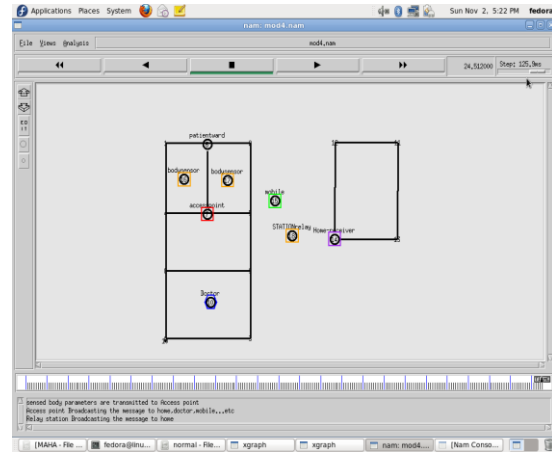 Applications Places System
Sun Nov 2, 5:22 PM fedora
nam: mod4.nam
File Views Analysis
mod4.nam
24.512000 Step: 125.9ms
patientward
bodysensor bodysensor
accesspoint
mobile
STATIONrelay
Homereceiver
Doctor
sensed body parameters are transmitted to Access point
Access point Broadcasting the message to home,doctor,mobile...etc
Relay station Broadcasting the message to home
[MAHA - File ... fedora@linu... normal - File... xgraph xgraph nam: mod4.... [Nam Conso...